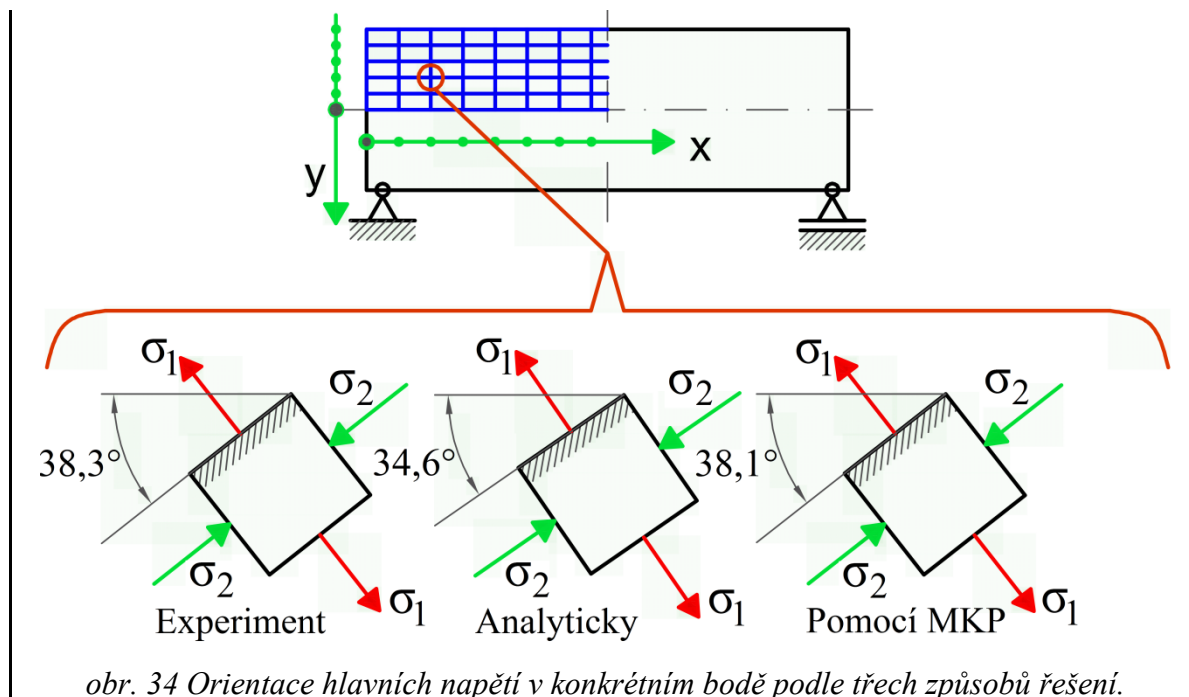 x
y
σ1 σ2 σ1 σ2 σ1 σ2
38,3° 34,6° 38,1°
σ2 σ1 σ2 σ1 σ2 σ1
Experiment Analyticky Pomocí MKP
obr. 34 Orientace hlavních napětí v konkrétním bodě podle třech způsobů řešení.